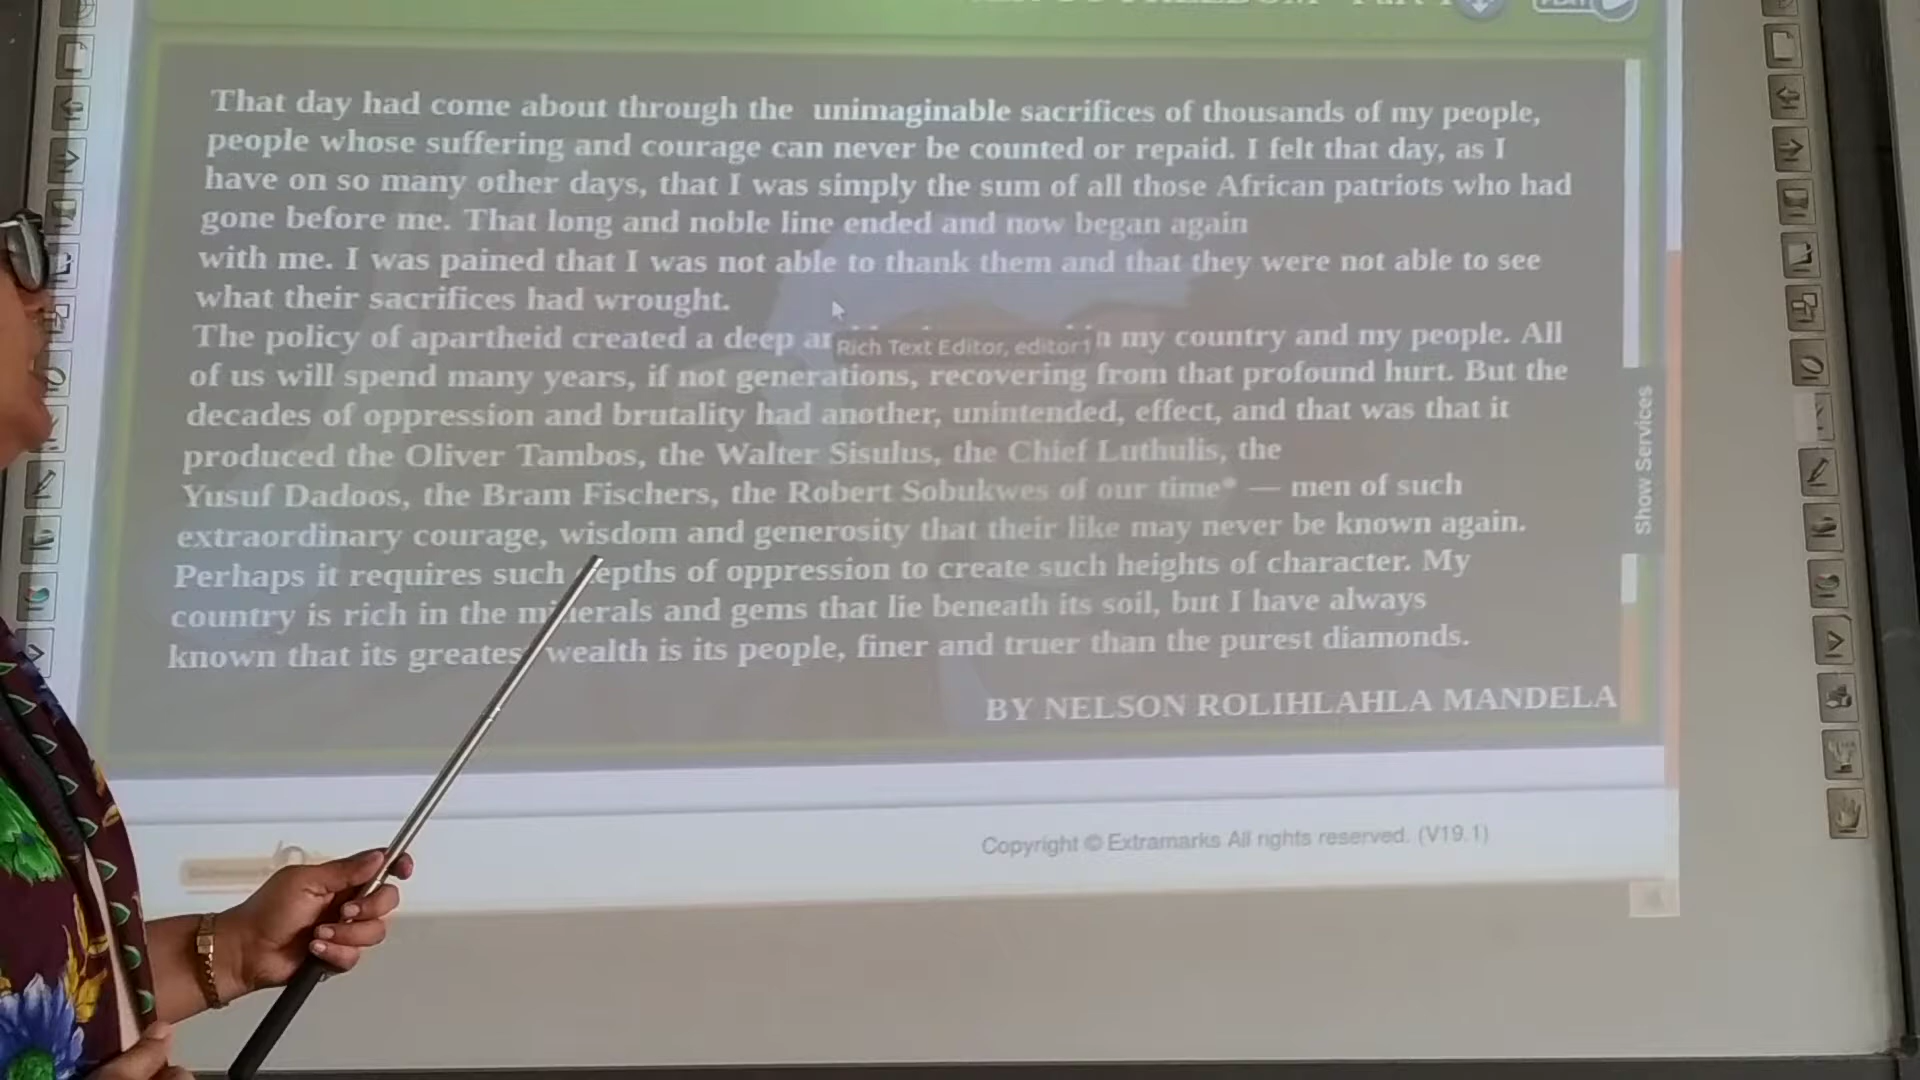 FREEDOM
PLAY
That day had come about through the unimaginable sacrifices of thousands of my people,
people whose suffering and courage can never be counted or repaid. I felt that day, as I
have on so many other days, that I was simply the sum of all those African patriots who had
gone before me. That long and noble line ended and now began again
with me. I was pained that I was not able to thank them and that they were not able to see
what their sacrifices had wrought.
The policy of apartheid created a deep my country and my people. All
Rich Text Editor, editor1
of us will spend many years, if not generations, recovering from that profound hurt. But the
decades of oppression and brutality had another, unintended, effect, and that was that it
produced the Oliver Tambos, the Walter Sisulus, the Chief Luthulis, the
Yusuf Dadoos, the Bram Fischers, the Robert Sobukwes of our time* — men of such
extraordinary courage, wisdom and generosity that their like may never be known again.
Perhaps it requires such depths of oppression to create such heights of character. My
country is rich in the minerals and gems that lie beneath its soil, but I have always
known that its greatest wealth is its people, finer and truer than the purest diamonds.
BY NELSON ROLIHLAHLA MANDELA
Show Services
Copyright © Extramarks All rights reserved. (V19.1)